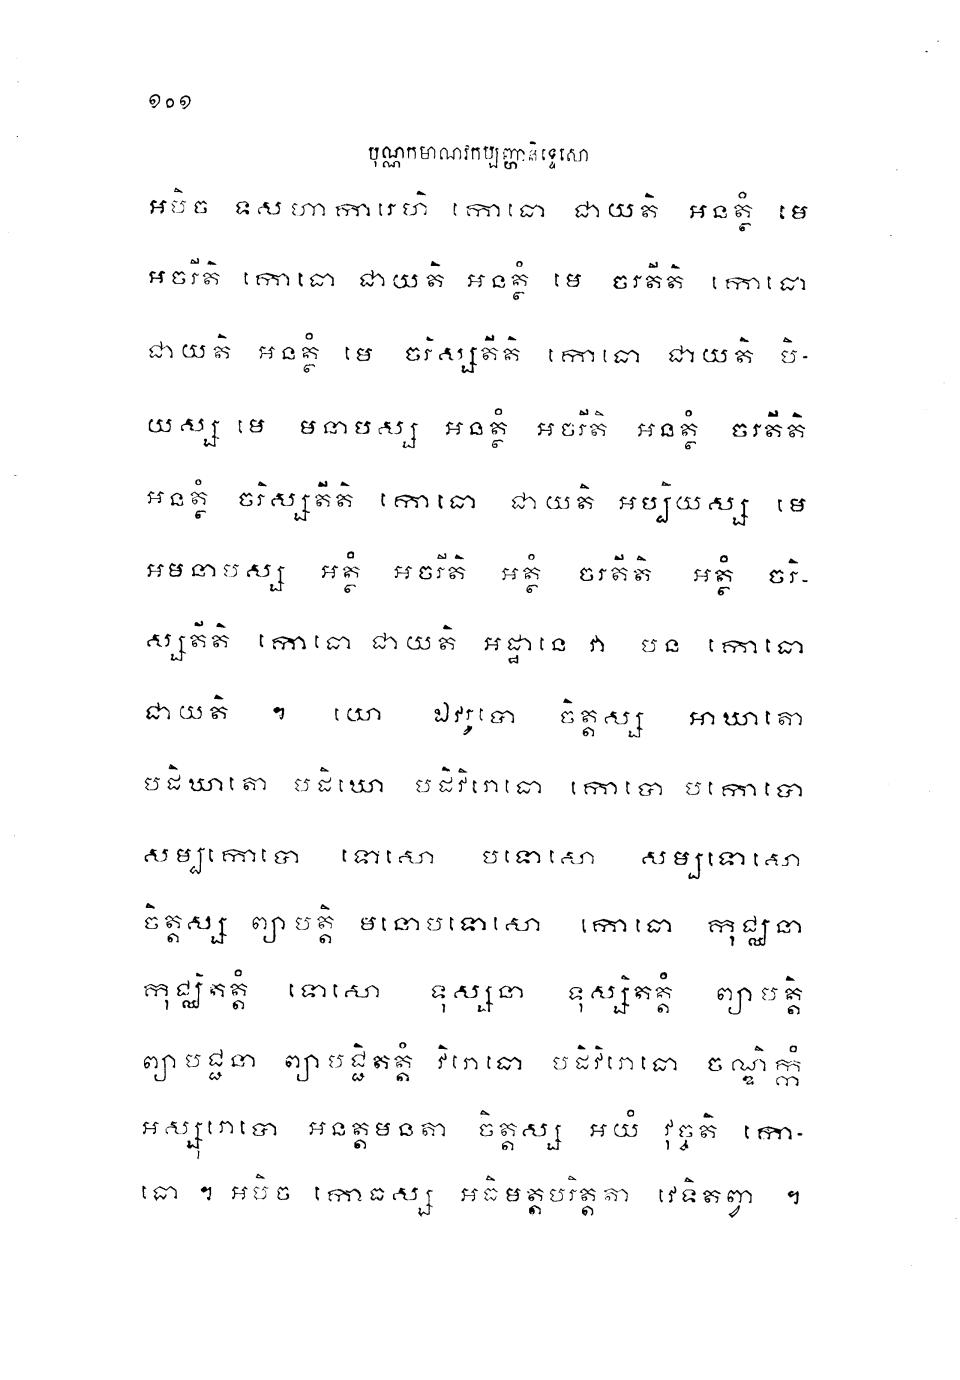 ១០១
បុណ្ណកមាណវកប្បញ្ហានិទ្ទេសោ
អបិច ទសហាការេហិ កោធោ ជាយតិ អនត្ថំ មេ
អចរីតិ កោធោ ជាយតិ អនត្ថំ មេ ចរតីតិ កោធោ
ជាយតិ អនត្ថំ មេ ចរិស្សតីតិ កោធោ ជាយតិ បិ-
យស្ស មេ មនាបស្ស អនត្ថំ អចរីតិ អនត្ថំ ចរតីតិ
អនត្ថំ ចរិស្សតីតិ កោធោ ជាយតិ អប្បិយស្ស មេ
អមនាបស្ស អត្ថំ អចរីតិ អត្ថំ ចរតីតិ អត្ថំ ចរិ-
ស្សតីតិ កោធោ ជាយតិ អដ្ឋានេ វា បន កោធោ
ជាយតិ ។ យោ ឯវរូបោ ចិត្តស្ស អាឃាតោ
បដិឃាតោ បដិឃោ បដិវិរោធោ កោបោ បកោបោ
សម្បកោបោ ទោសោ បទោសោ សម្បទោសោ
ចិត្តស្ស ព្យាបត្តិ មនោបទោសោ កោធោ កុជ្ឈនា
កុជ្ឈិតត្តំ ទោសោ ទុស្សនា ទុស្សិតត្តំ ព្យាបត្តិ
ព្យាបជ្ជនា ព្យាបជ្ជិតត្តំ វិរោធោ បដិវិរោធោ ចណ្ឌិក្កំ
អស្សុរោបោ អនត្តមនតា ចិត្តស្ស អយំ វុច្ចតិ កោ-
ធោ ។ អបិច កោធស្ស អធិមត្តបរិត្តតា វេទិតព្វា ។